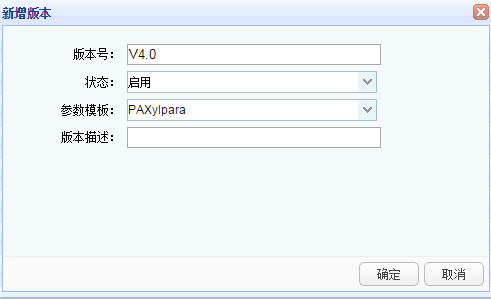 新增版本
版本号： V4.0
状态： 启用
参数模板： PAXylpara
版本描述：
确定 取消